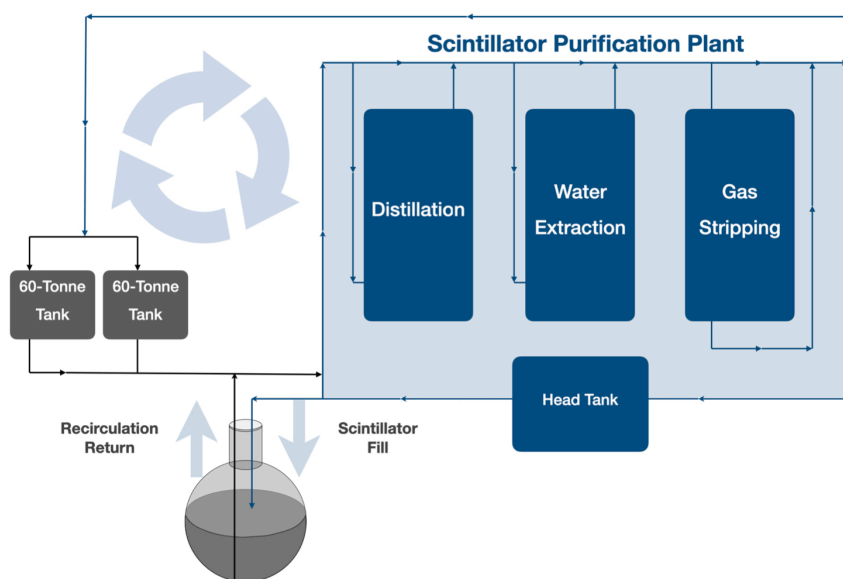 Scintillator Purification Plant
Distillation
Water
Extraction
Gas
Stripping
60-Tonne
Tank
60-Tonne
Tank
Head Tank
Recirculation
Return
Scintillator
Fill